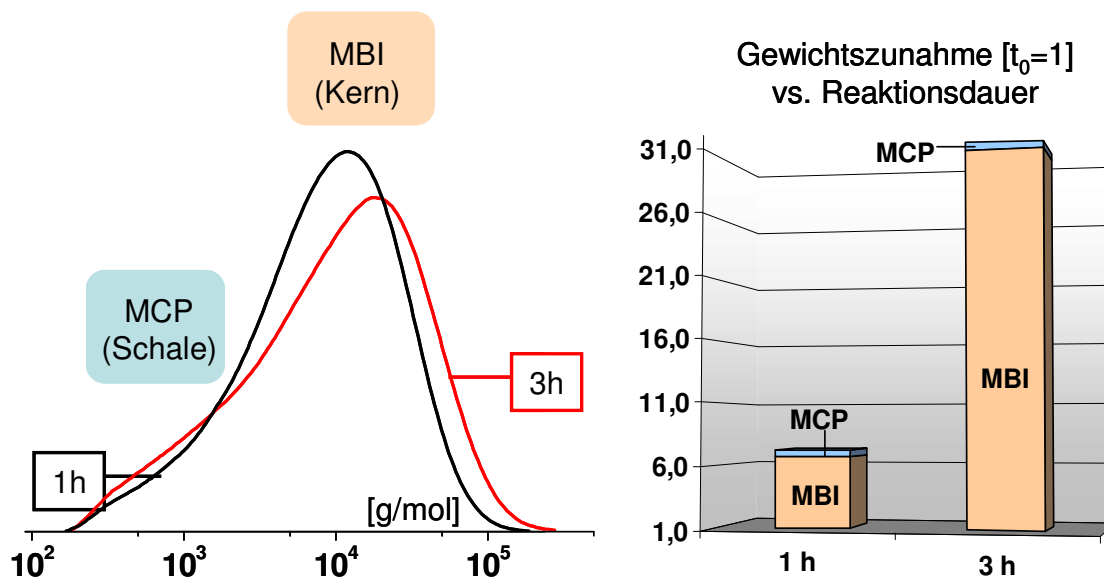 MBI
(Kern)
MCP
(Schale)
3h
1h
[g/mol]
10²
10³
10⁴
10⁵
Gewichtszunahme [t₀=1]
vs. Reaktionsdauer
31,0
26,0
21,0
16,0
11,0
6,0
1,0
MCP
MBI
MCP
MBI
1 h
3 h